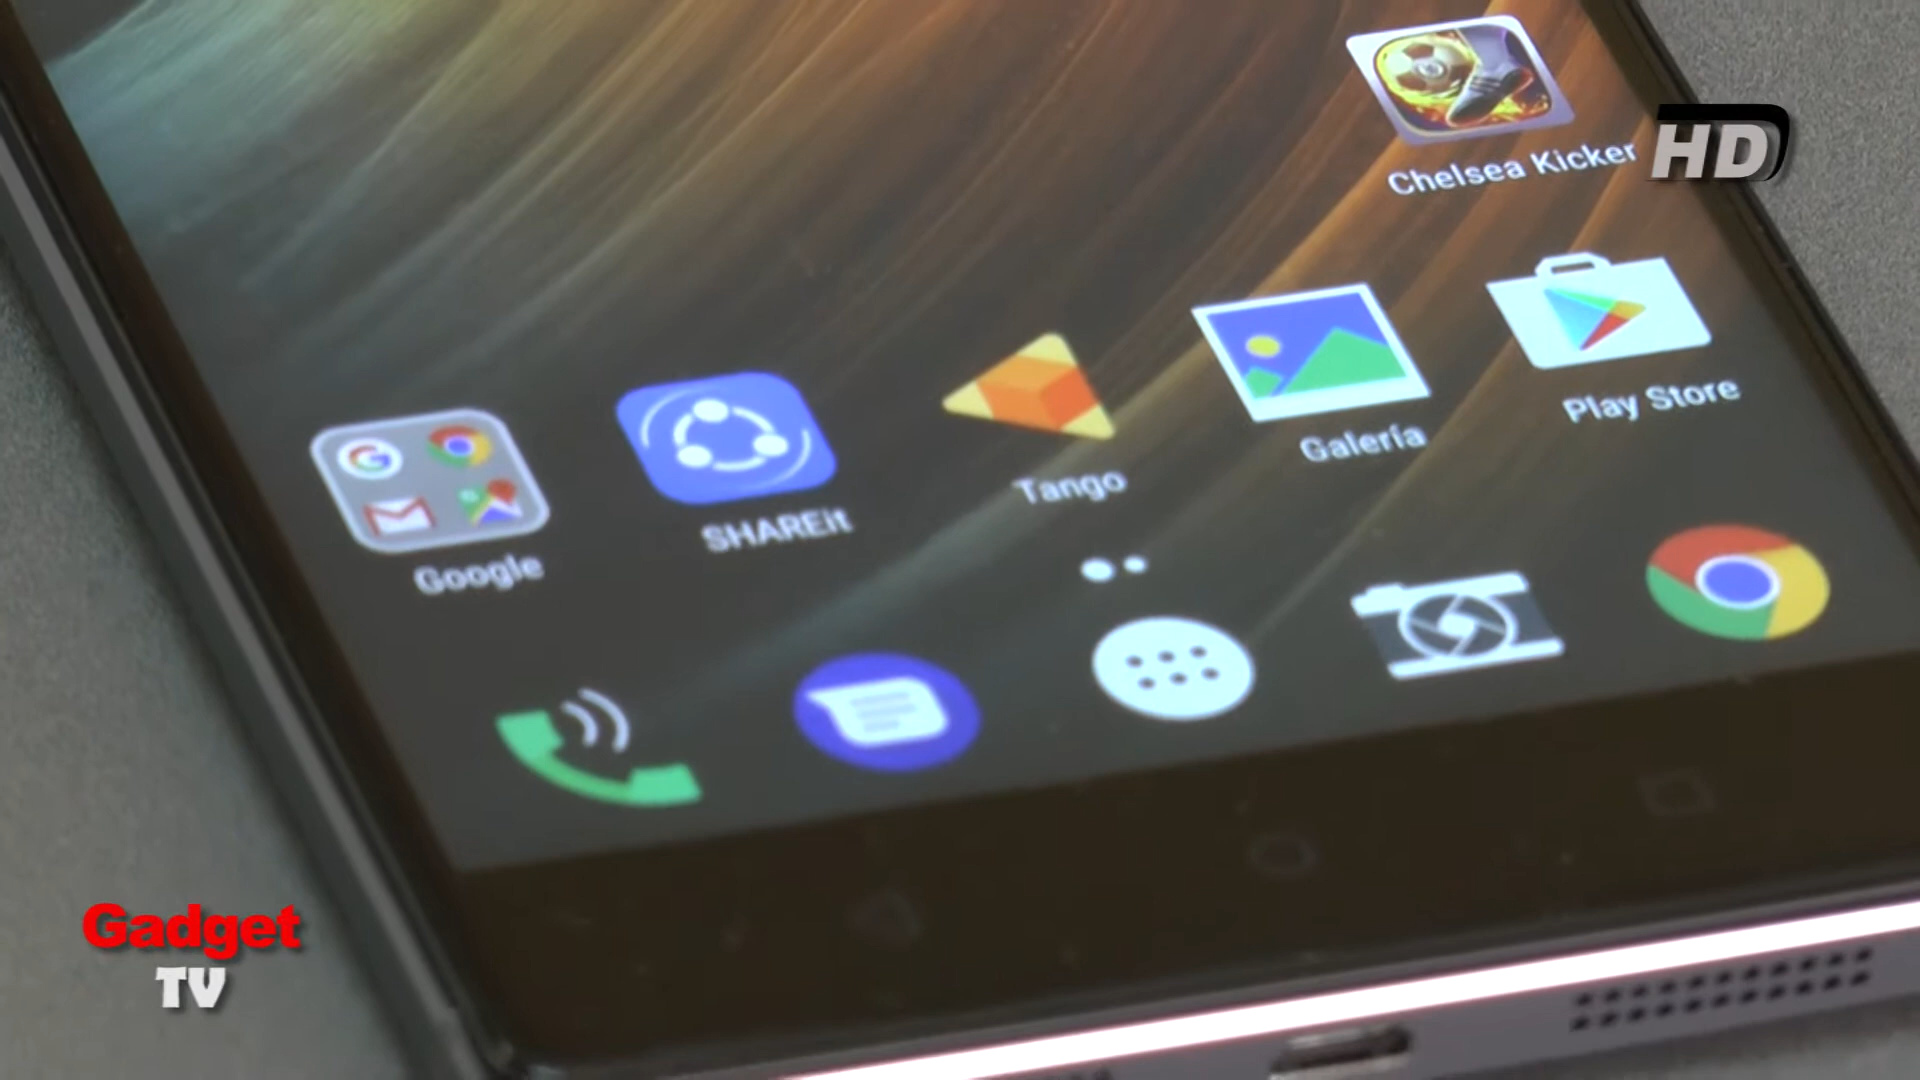 Chelsea Kicker
HD
Play Store
Galería
Tango
SHAREit
Google
Gadget
TV